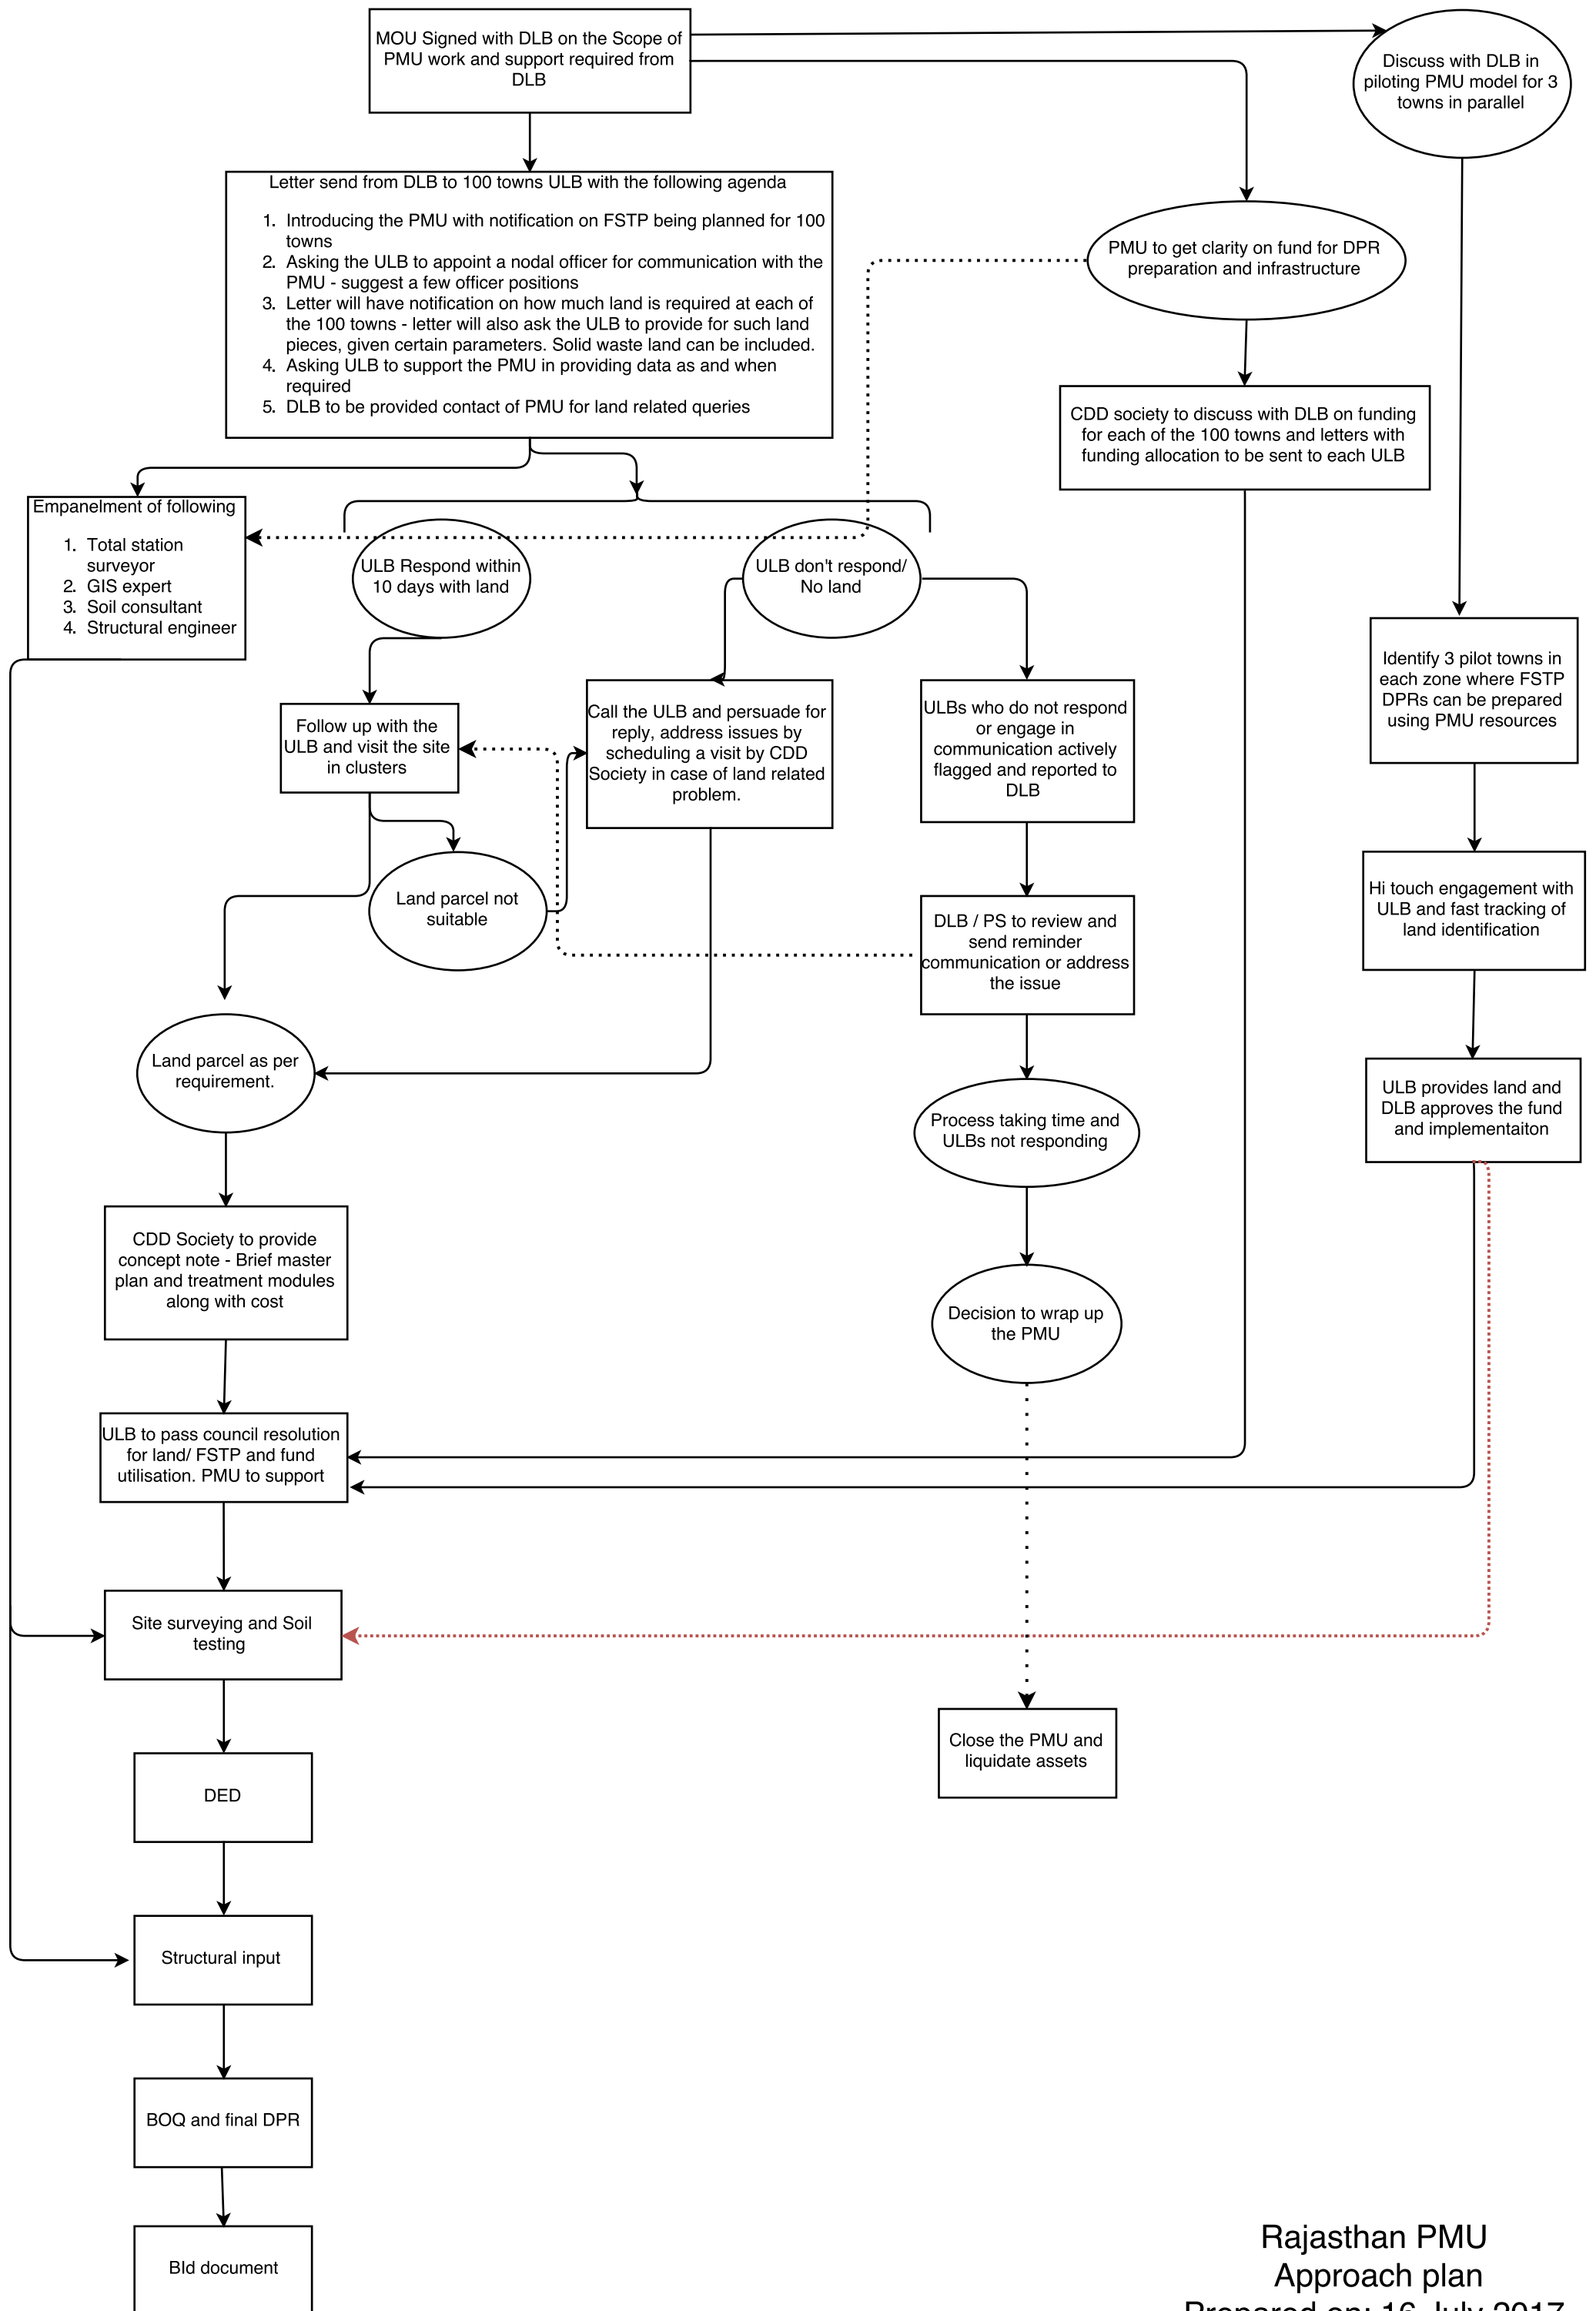 MOU Signed with DLB on the Scope of
PMU work and support required from
DLB
Discuss with DLB in
piloting PMU model for 3
towns in parallel
Letter send from DLB to 100 towns ULB with the following agenda
1. Introducing the PMU with notification on FSTP being planned for 100
towns
2. Asking the ULB to appoint a nodal officer for communication with the
PMU - suggest a few officer positions
3. Letter will have notification on how much land is required at each of
the 100 towns - letter will also ask the ULB to provide for such land
pieces, given certain parameters. Solid waste land can be included.
4. Asking ULB to support the PMU in providing data as and when
required
5. DLB to be provided contact of PMU for land related queries
PMU to get clarity on fund for DPR
preparation and infrastructure
CDD society to discuss with DLB on funding
for each of the 100 towns and letters with
funding allocation to be sent to each ULB
Empanelment of following
1. Total station
surveyor
2. GIS expert
3. Soil consultant
4. Structural engineer
ULB Respond within
10 days with land
ULB don't respond/
No land
Identify 3 pilot towns in
each zone where FSTP
DPRs can be prepared
using PMU resources
Follow up with the
ULB and visit the site
in clusters
Call the ULB and persuade for
reply, address issues by
scheduling a visit by CDD
Society in case of land related
problem.
ULBs who do not respond
or engage in
communication actively
flagged and reported to
DLB
Land parcel not
suitable
DLB / PS to review and
send reminder
communication or address
the issue
Hi touch engagement with
ULB and fast tracking of
land identification
Land parcel as per
requirement.
Process taking time and
ULBs not responding
ULB provides land and
DLB approves the fund
and implementaiton
CDD Society to provide
concept note - Brief master
plan and treatment modules
along with cost
Decision to wrap up
the PMU
ULB to pass council resolution
for land/ FSTP and fund
utilisation. PMU to support
Site surveying and Soil
testing
Close the PMU and
liquidate assets
DED
Structural input
BOQ and final DPR
BId document
Rajasthan PMU
Approach plan
Prepared on: 16 July 2017